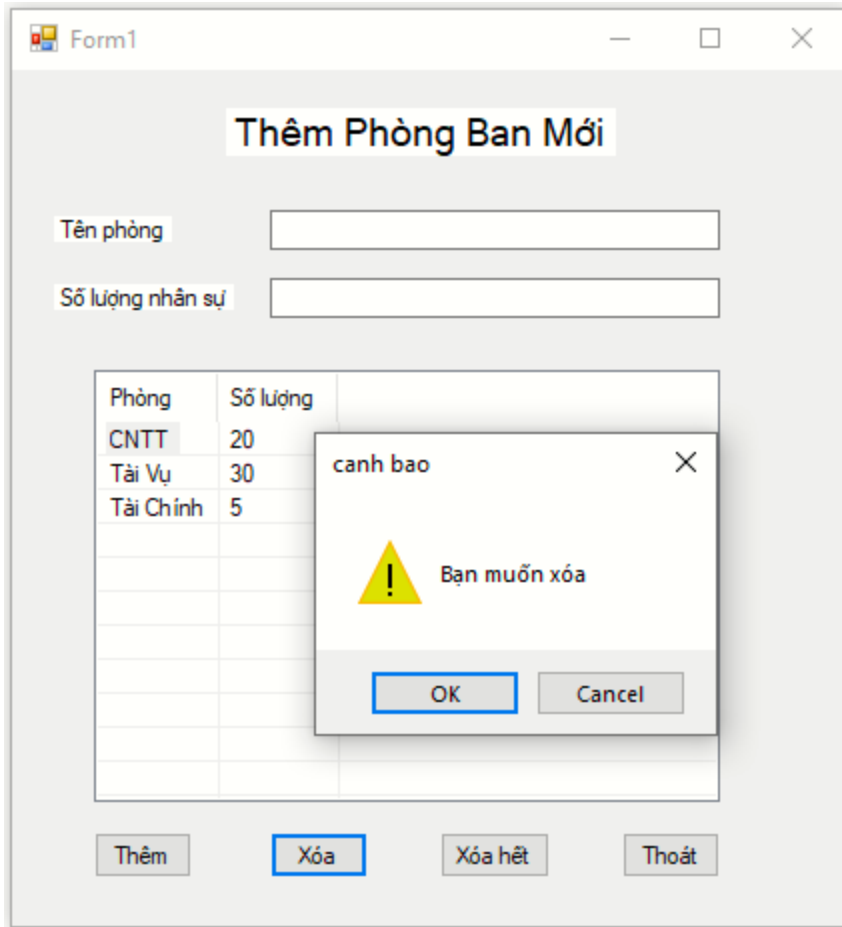 Form1
Thêm Phòng Ban Mới
Tên phòng
Số lượng nhân sự
Phòng Số lượng
CNTT 20
Tài Vụ 30
Tài Chính 5
canh bao
!
Bạn muốn xóa
OK Cancel
Thêm Xóa Xóa hết Thoát